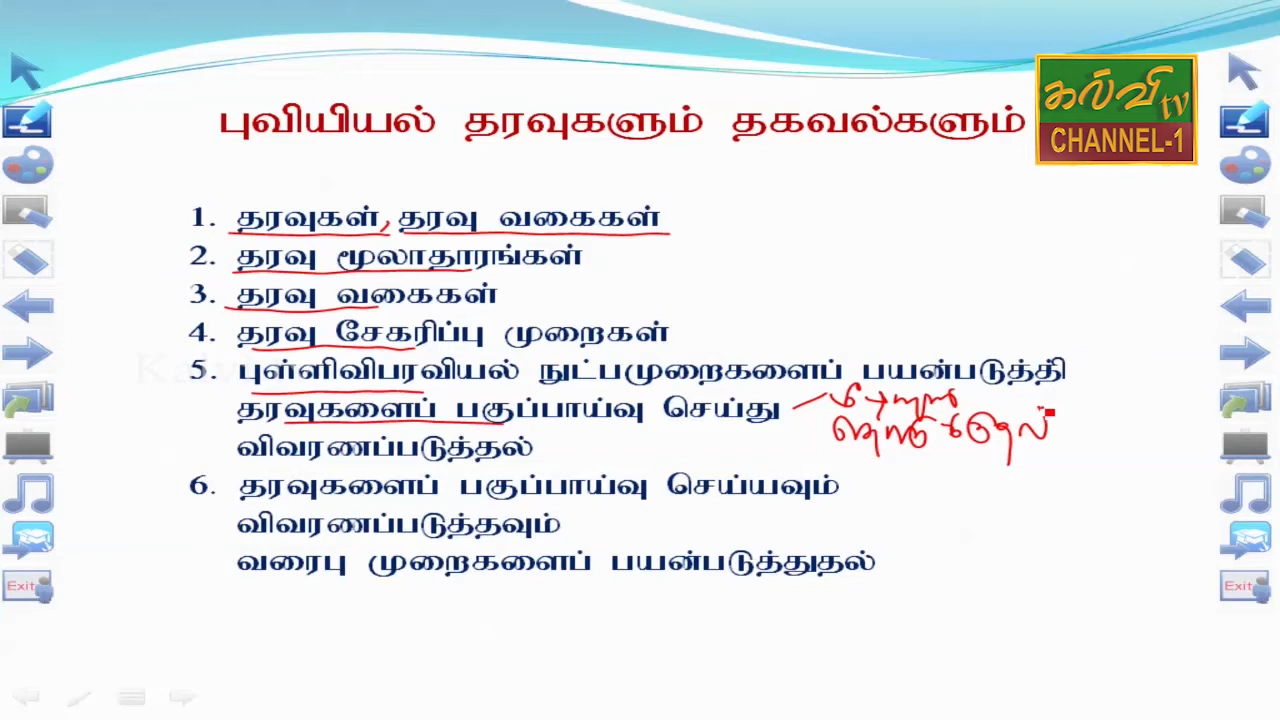 கல்வி tv
CHANNEL-1
புவியியல் தரவுகளும் தகவல்களும்
1. தரவுகள், தரவு வகைகள்
2. தரவு மூலாதாரங்கள்
3. தரவு வகைகள்
4. தரவு சேகரிப்பு முறைகள்
5. புள்ளிவிபரவியல் நுட்பமுறைகளைப் பயன்படுத்தி
தரவுகளைப் பகுப்பாய்வு செய்து
விவரணப்படுத்தல்
6. தரவுகளைப் பகுப்பாய்வு செய்யவும்
விவரணப்படுத்தவும்
வரைபு முறைகளைப் பயன்படுத்துதல்
Exit
Exit